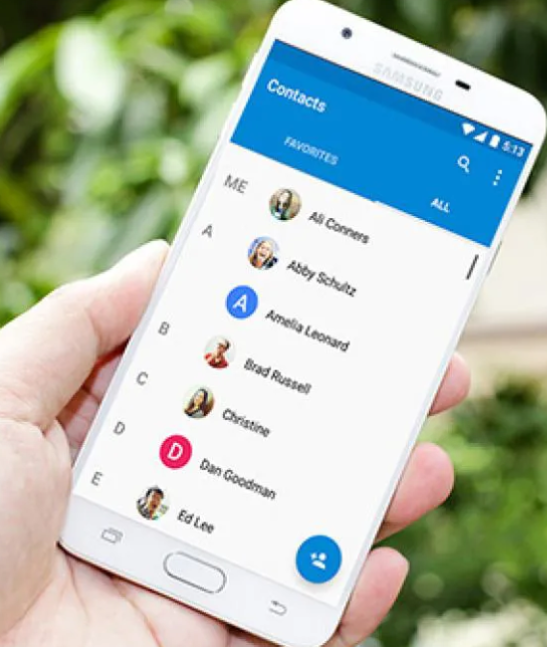 SAMSUNG
5:13
Contacts
FAVORITES
ALL
ME
Ali Conners
A
Abby Schultz
A
Amelia Leonard
B
Brad Russell
C
Christine
D
D
Dan Goodman
E
Ed Lee